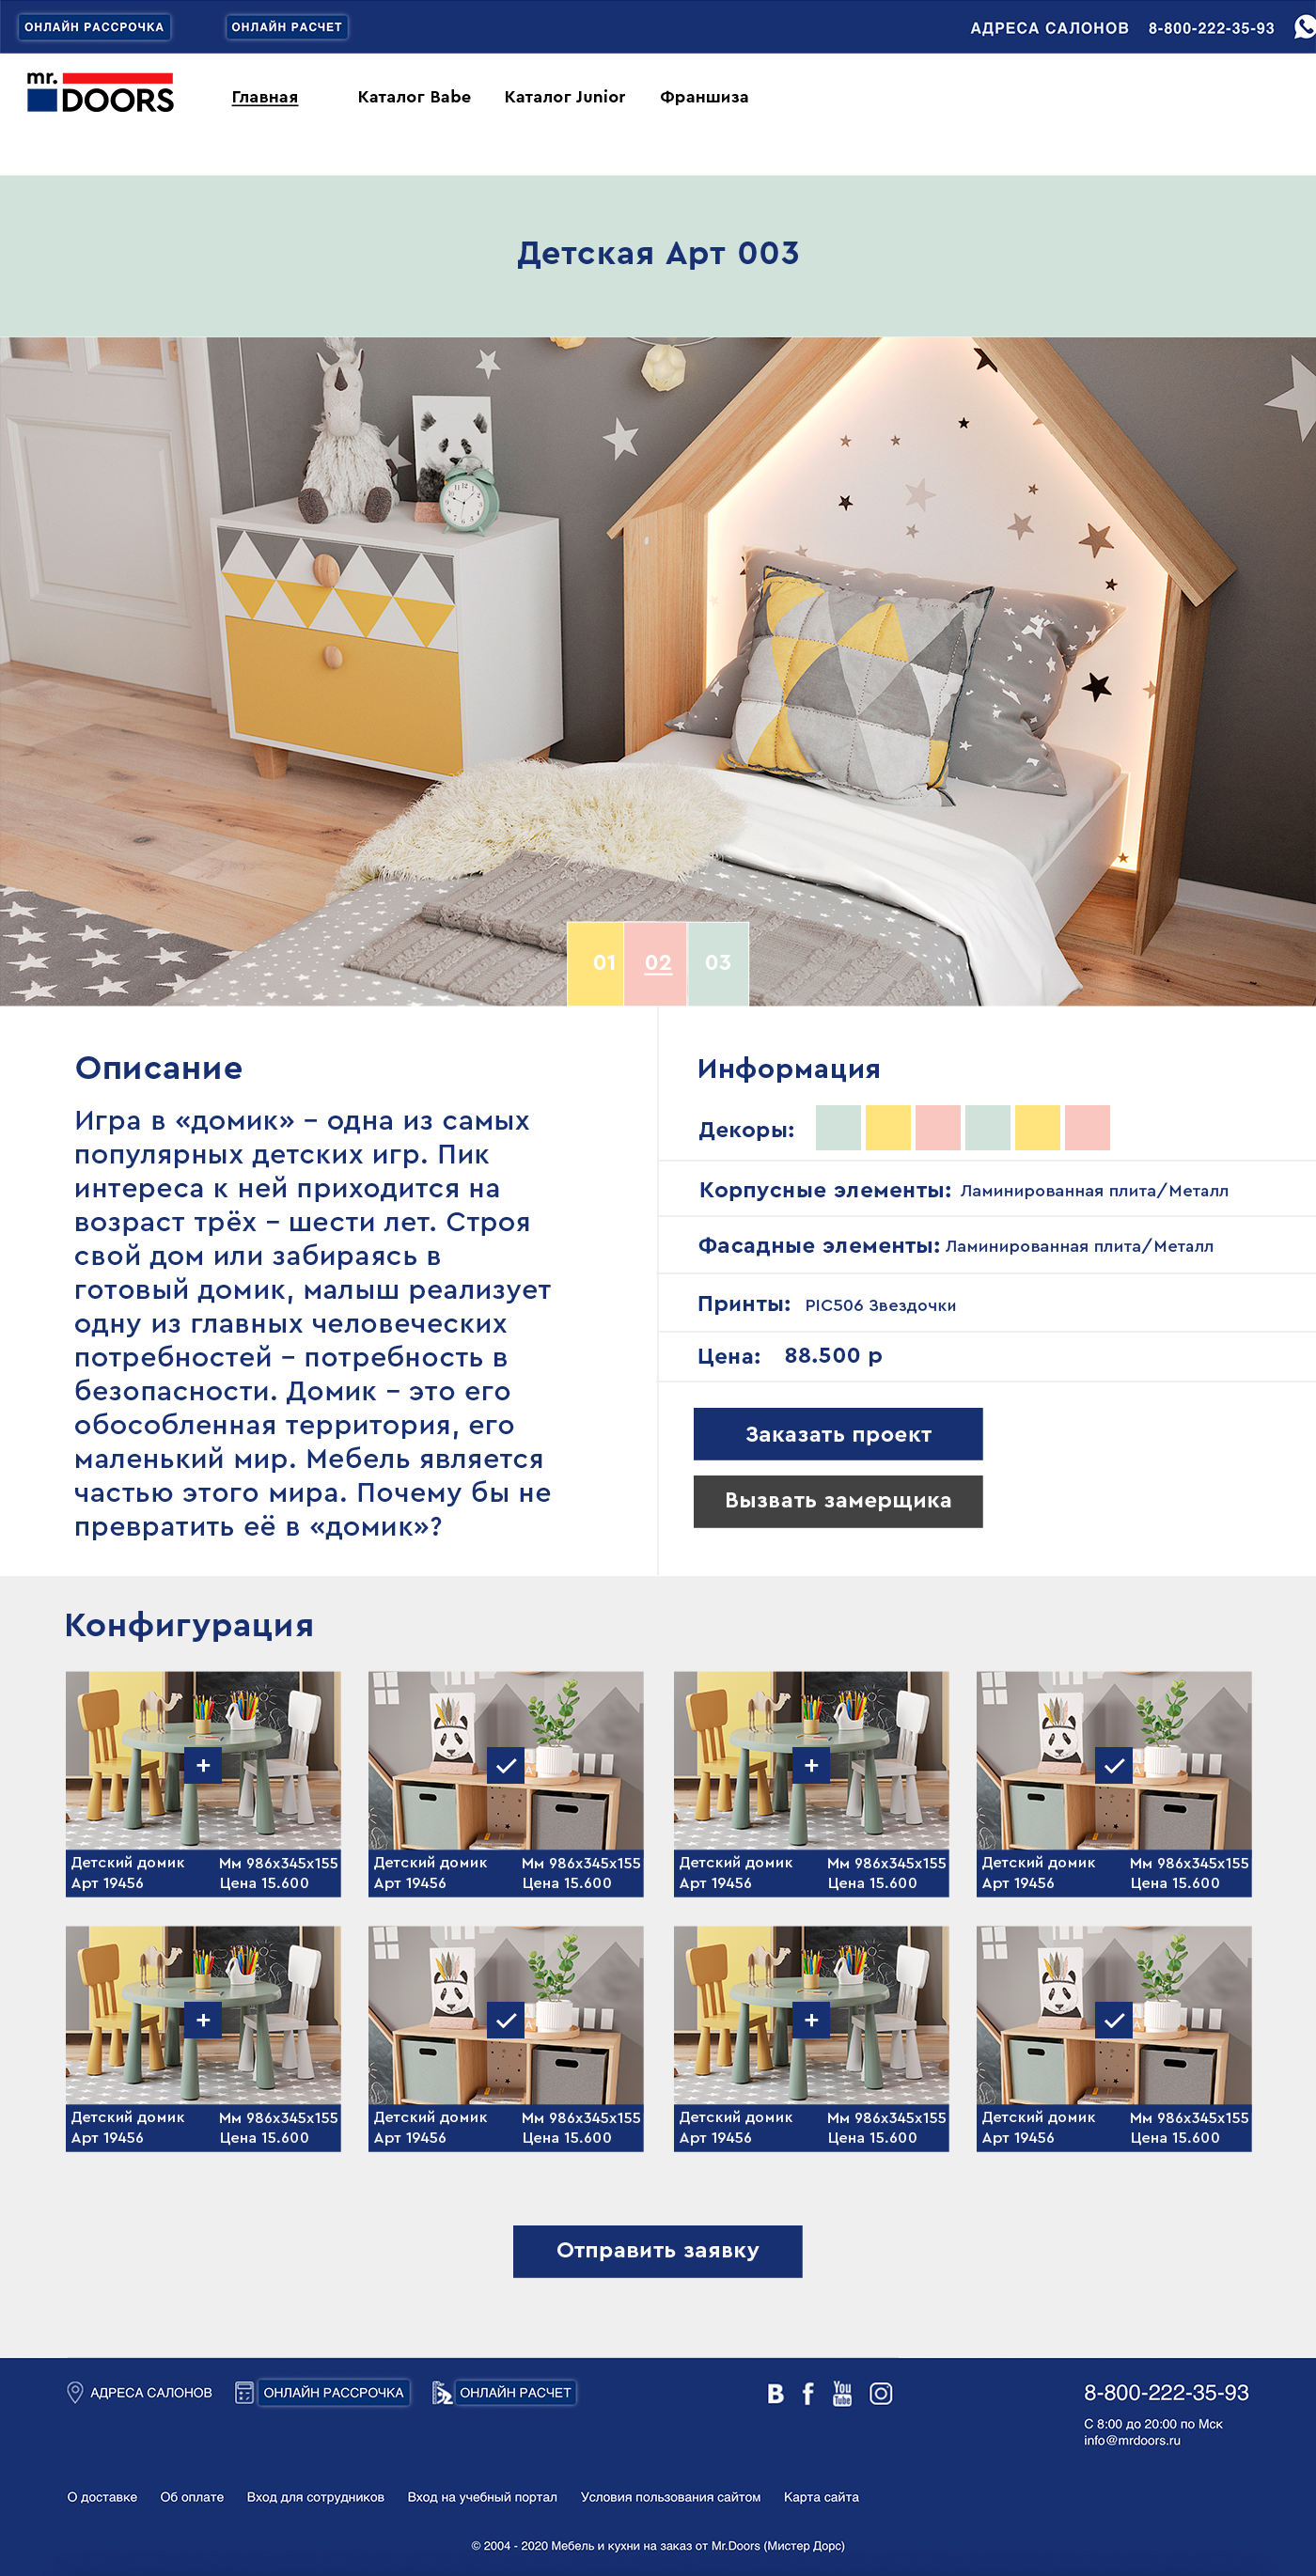 ОНЛАЙН РАССРОЧКА ОНЛАЙН РАСЧЕТ АДРЕСА САЛОНОВ 8-800-222-35-93
mr.
DOORS
Главная Каталог Babe Каталог Junior Франшиза
Детская Арт 003
01 02 03
Описание
Игра в «домик» – одна из самых
популярных детских игр. Пик
интереса к ней приходится на
возраст трёх – шести лет. Строя
свой дом или забираясь в
готовый домик, малыш реализует
одну из главных человеческих
потребностей – потребность в
безопасности. Домик – это его
обособленная территория, его
маленький мир. Мебель является
частью этого мира. Почему бы не
превратить её в «домик»?
Информация
Декоры:
Корпусные элементы: Ламинированная плита/Металл
Фасадные элементы: Ламинированная плита/Металл
Принты: PIC506 Звездочки
Цена: 88.500 р
Заказать проект
Вызвать замерщика
Конфигурация
Детский домик Мм 986х345х155 Детский домик Мм 986х345х155 Детский домик Мм 986х345х155 Детский домик Мм 986х345х155
Арт 19456 Цена 15.600 Арт 19456 Цена 15.600 Арт 19456 Цена 15.600 Арт 19456 Цена 15.600
Детский домик Мм 986х345х155 Детский домик Мм 986х345х155 Детский домик Мм 986х345х155 Детский домик Мм 986х345х155
Арт 19456 Цена 15.600 Арт 19456 Цена 15.600 Арт 19456 Цена 15.600 Арт 19456 Цена 15.600
Отправить заявку
АДРЕСА САЛОНОВ ОНЛАЙН РАССРОЧКА ОНЛАЙН РАСЧЕТ В f You Tube 8-800-222-35-93
С 8:00 до 20:00 по Мск
info@mrdoors.ru
О доставке Об оплате Вход для сотрудников Вход на учебный портал Условия пользования сайтом Карта сайта
© 2004 - 2020 Мебель и кухни на заказ от Mr.Doors (Мистер Дорс)